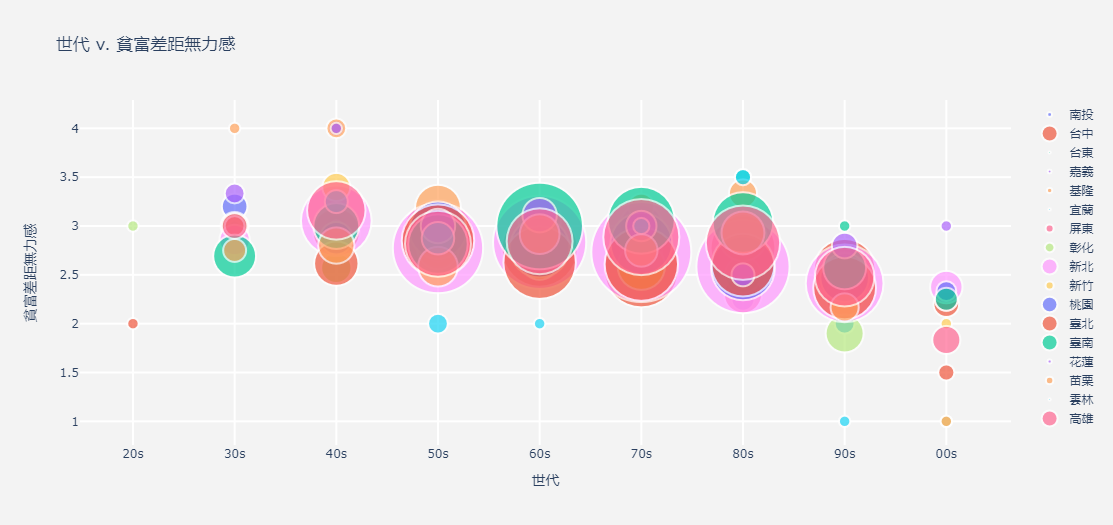 世代 v. 貧富差距無力感
貧富差距無力感
4
3.5
3
2.5
2
1.5
1
20s
30s
40s
50s
60s
70s
80s
90s
00s
世代
南投
台中
台東
嘉義
基隆
宜蘭
屏東
彰化
新北
新竹
桃園
臺北
臺南
花蓮
苗栗
雲林
高雄